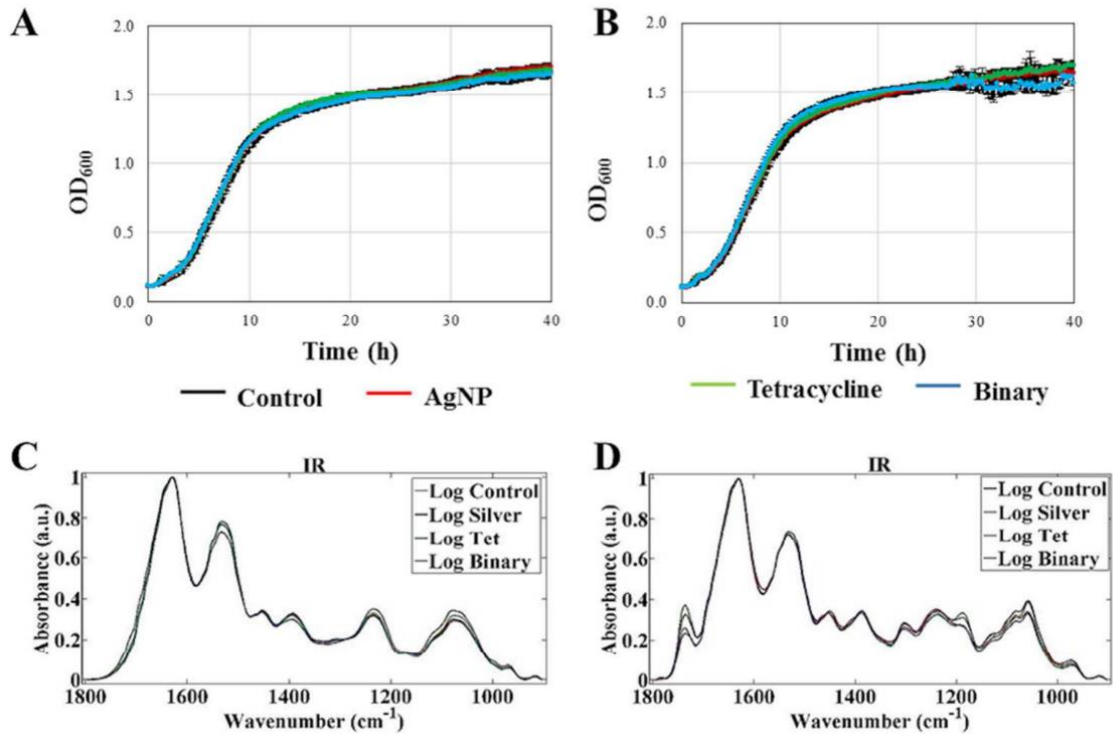 A
B
2.0
1.5
1.0
0.5
0.0
OD600
0
10
20
30
40
Time (h)
2.0
1.5
1.0
0.5
0.0
OD600
0
10
20
30
40
Time (h)
Control
AgNP
Tetracycline
Binary
C
D
IR
1
0.8
0.6
0.4
0.2
0
Absorbance (a.u.)
Log Control
Log Silver
Log Tet
Log Binary
1800
1600
1400
1200
1000
Wavenumber (cm-1)
IR
1
0.8
0.6
0.4
0.2
0
Absorbance (a.u.)
Log Control
Log Silver
Log Tet
Log Binary
1800
1600
1400
1200
1000
Wavenumber (cm-1)